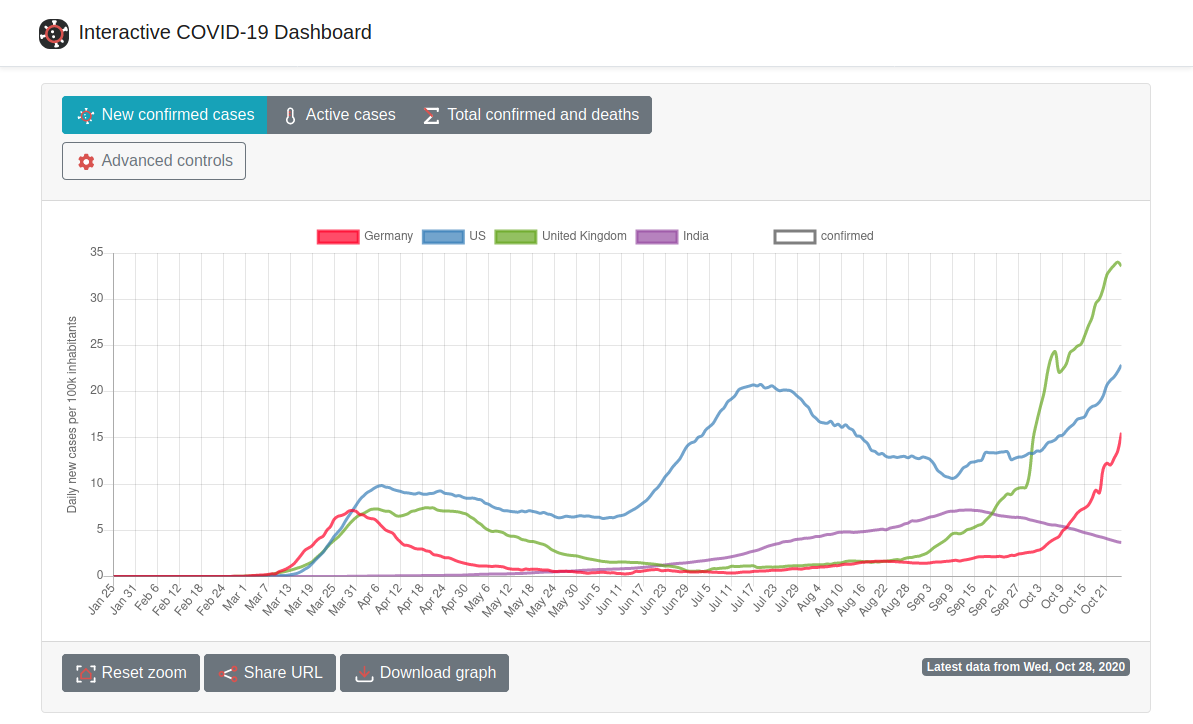 Interactive COVID-19 Dashboard
New confirmed cases Active cases Total confirmed and deaths
Advanced controls
Germany US United Kingdom India confirmed
Daily new cases per 100k inhabitants
35
30
25
20
15
10
5
0
Jan 25 Jan 31 Feb 6 Feb 12 Feb 18 Feb 24 Mar 1 Mar 7 Mar 13 Mar 19 Mar 25 Mar 31 Apr 6 Apr 12 Apr 18 Apr 24 Apr 30 May 6 May 12 May 18 May 24 May 30 Jun 5 Jun 11 Jun 17 Jun 23 Jun 29 Jul 5 Jul 11 Jul 17 Jul 23 Jul 29 Aug 4 Aug 10 Aug 16 Aug 22 Aug 28 Sep 3 Sep 9 Sep 15 Sep 21 Sep 27 Oct 3 Oct 9 Oct 15 Oct 21
Reset zoom Share URL Download graph Latest data from Wed, Oct 28, 2020